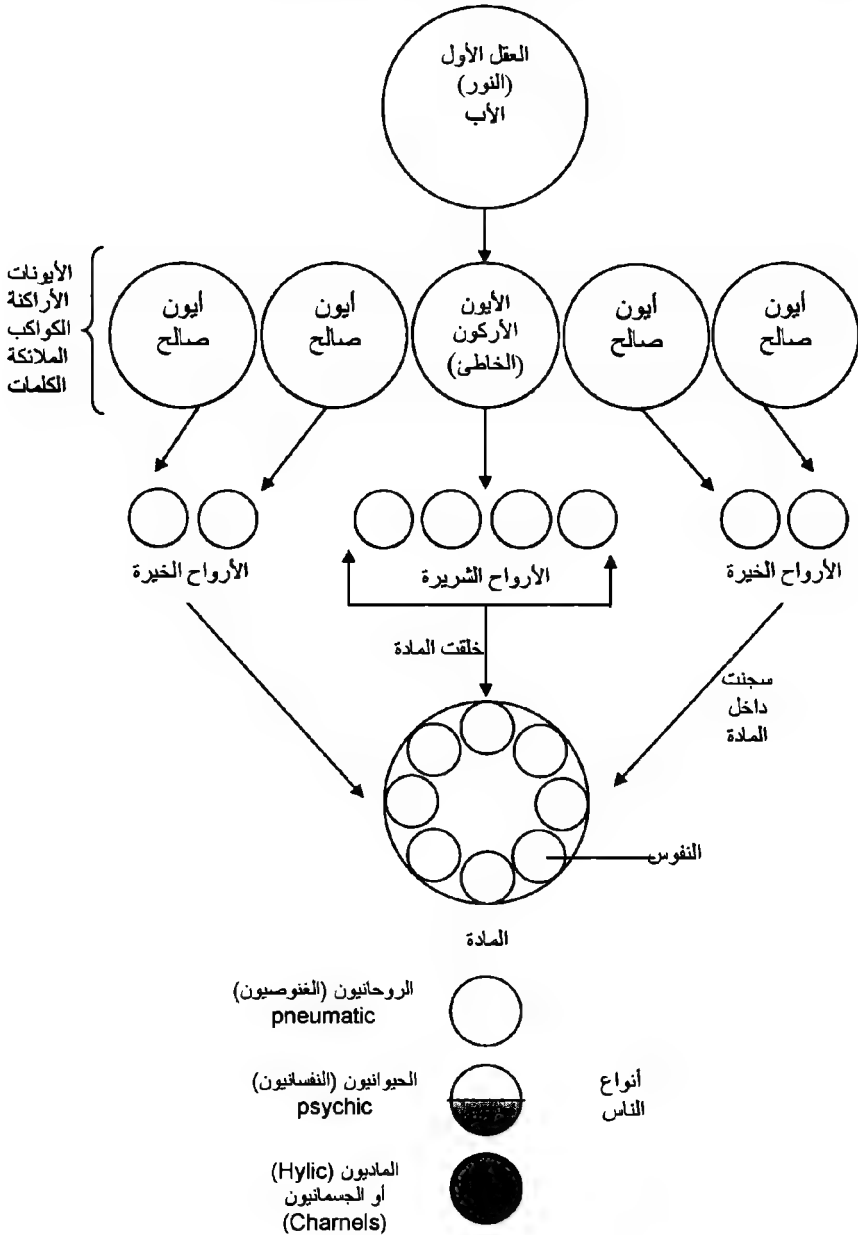 العقل الأول
(النور)
الأب
الأيونات
الأراكنة
الكواكب
الملائكة
الكلمات
أيون
صالح
أيون
صالح
الأيون
الأركون
(الخاطئ)
أيون
صالح
أيون
صالح
الأرواح الخيرة
الأرواح الشريرة
الأرواح الخيرة
خلقت المادة
سجنت
داخل
المادة
النفوس
المادة
الروحانيون (الغنوصيون)
pneumatic
الحيوانيون (النفسانيون)
psychic
أنواع
الناس
الماديون (Hylic)
أو الجسمانيون
(Charnels)